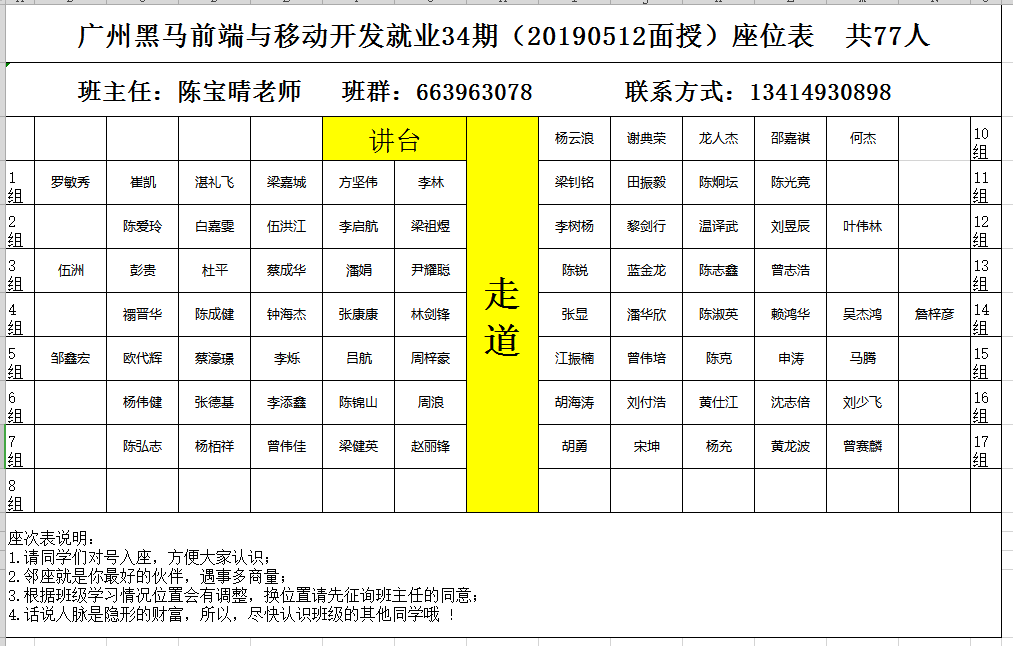 广州黑马前端与移动开发就业34期（20190512面授）座位表 共77人
班主任：陈宝晴老师 班群：663963078 联系方式：13414930898
讲台 杨云浪 谢典荣 龙人杰 邵嘉祺 何杰 10组
1组 罗敏秀 崔凯 湛礼飞 梁嘉城 方坚伟 李林 梁钊铭 田振毅 陈炯坛 陈光竞 11组
2组 陈爱玲 白嘉雯 伍洪江 李启航 梁祖煜 李树杨 黎剑行 温译武 刘昱辰 叶伟林 12组
3组 伍洲 彭贵 杜平 蔡成华 潘娟 尹耀聪 陈锐 蓝金龙 陈志鑫 曾志浩 13组
走道
4组 禤晋华 陈成健 钟海杰 张康康 林剑锋 张显 潘华欣 陈淑英 赖鸿华 吴杰鸿 詹梓彦 14组
5组 邹鑫宏 欧代辉 蔡濠璟 李烁 吕航 周梓豪 江振楠 曾伟培 陈克 申涛 马腾 15组
6组 杨伟健 张德基 李添鑫 陈锦山 周浪 胡海涛 刘付浩 黄仕江 沈志倍 刘少飞 16组
7组 陈弘志 杨栢祥 曾伟佳 梁健英 赵丽锋 胡勇 宋坤 杨充 黄龙波 曾赛麟 17组
8组
座次表说明：
1.请同学们对号入座，方便大家认识；
2.邻座就是你最好的伙伴，遇事多商量；
3.根据班级学习情况位置会有调整，换位置请先征询班主任的同意；
4.话说人脉是隐形的财富，所以，尽快认识班级的其他同学哦 ！